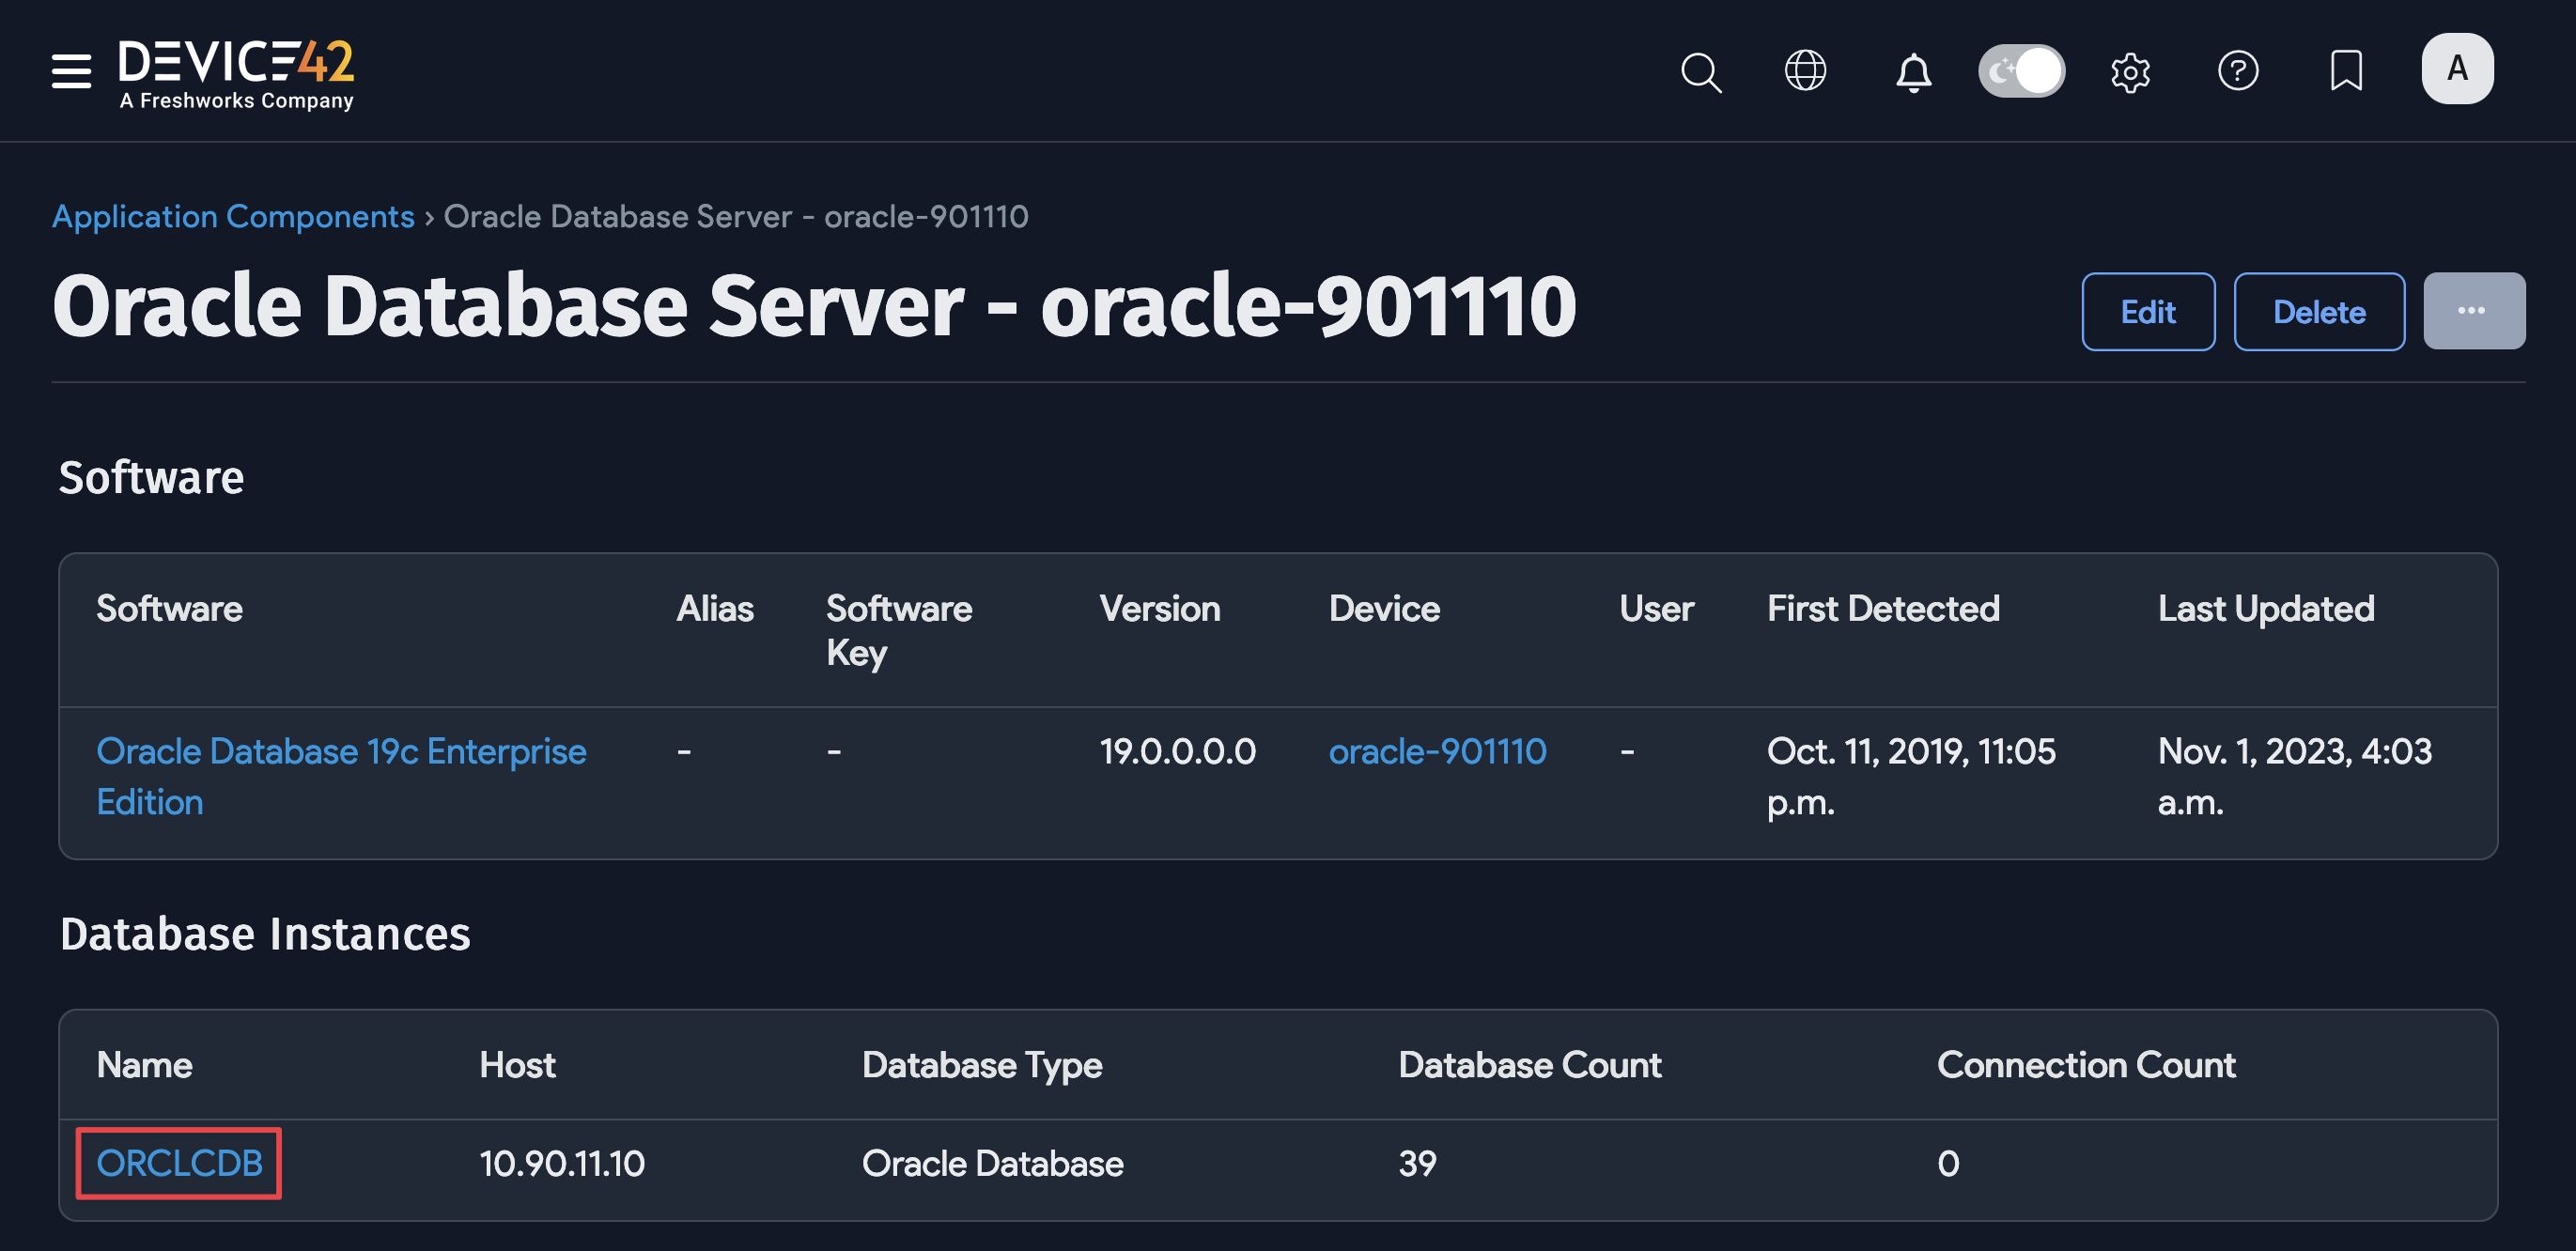 DEVICE42
A Freshworks Company
A
Application Components › Oracle Database Server - oracle-901110
Oracle Database Server - oracle-901110
Edit
Delete
...
Software
Software Alias Software Key Version Device User First Detected Last Updated
Oracle Database 19c Enterprise Edition - - 19.0.0.0.0 oracle-901110 - Oct. 11, 2019, 11:05 p.m. Nov. 1, 2023, 4:03 a.m.
Database Instances
Name Host Database Type Database Count Connection Count
ORCLCDB 10.90.11.10 Oracle Database 39 0